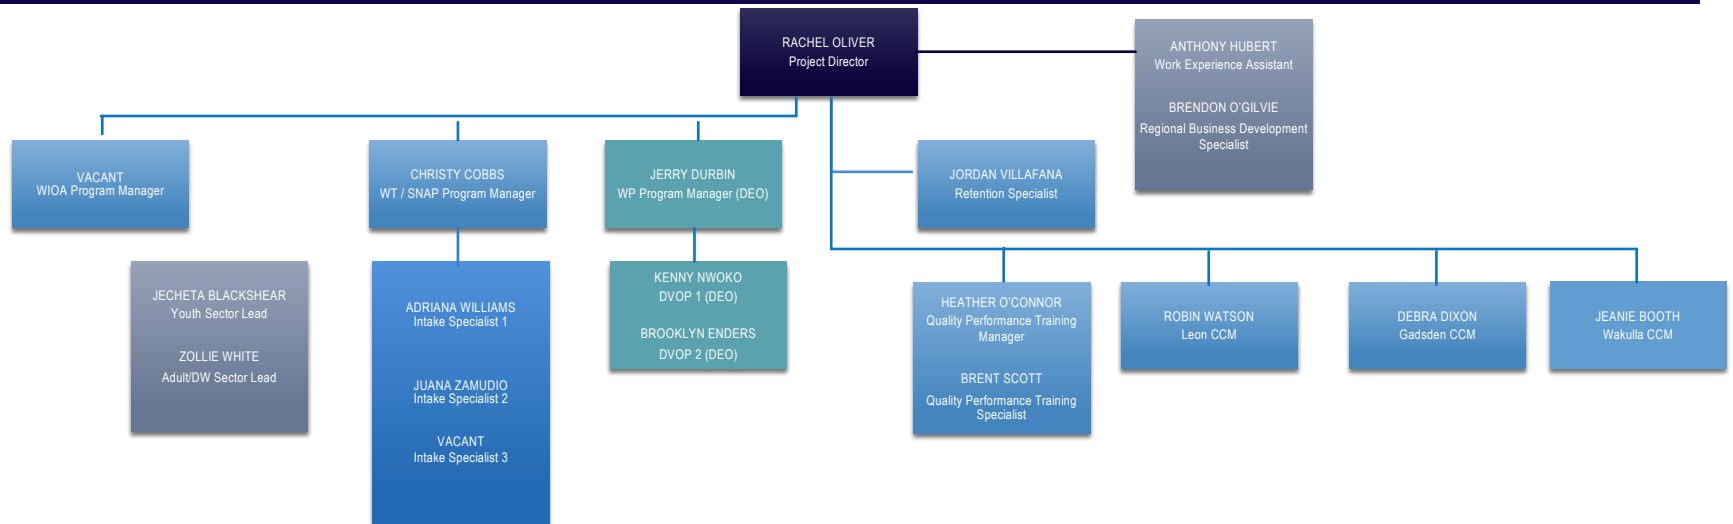 RACHEL OLIVER
Project Director
ANTHONY HUBERT
Work Experience Assistant
BRENDON O’GILVIE
Regional Business Development
Specialist
VACANT
WIOA Program Manager
CHRISTY COBBS
WT / SNAP Program Manager
JERRY DURBIN
WP Program Manager (DEO)
JORDAN VILLAFANA
Retention Specialist
JECHETA BLACKSHEAR
Youth Sector Lead
ZOLLIE WHITE
Adult/DW Sector Lead
ADRIANA WILLIAMS
Intake Specialist 1
JUANA ZAMUDIO
Intake Specialist 2
VACANT
Intake Specialist 3
KENNY NWOKO
DVOP 1 (DEO)
BROOKLYN ENDERS
DVOP 2 (DEO)
HEATHER O’CONNOR
Quality Performance Training
Manager
BRENT SCOTT
Quality Performance Training
Specialist
ROBIN WATSON
Leon CCM
DEBRA DIXON
Gadsden CCM
JEANIE BOOTH
Wakulla CCM